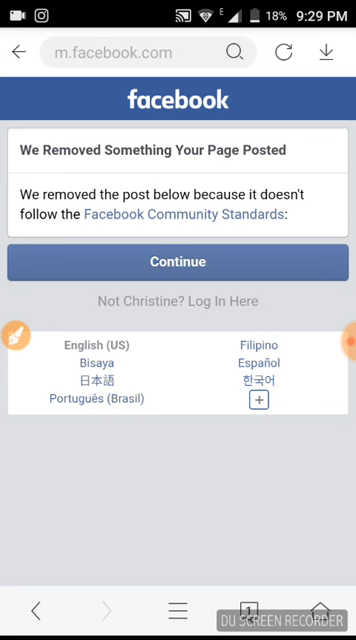 E 18% 9:29 PM
m.facebook.com
facebook
We Removed Something Your Page Posted
We removed the post below because it doesn't
follow the Facebook Community Standards:
Continue
Not Christine? Log In Here
English (US) Filipino
Bisaya Español
日本語 한국어
Português (Brasil) +
1
DU SCREEN RECORDER